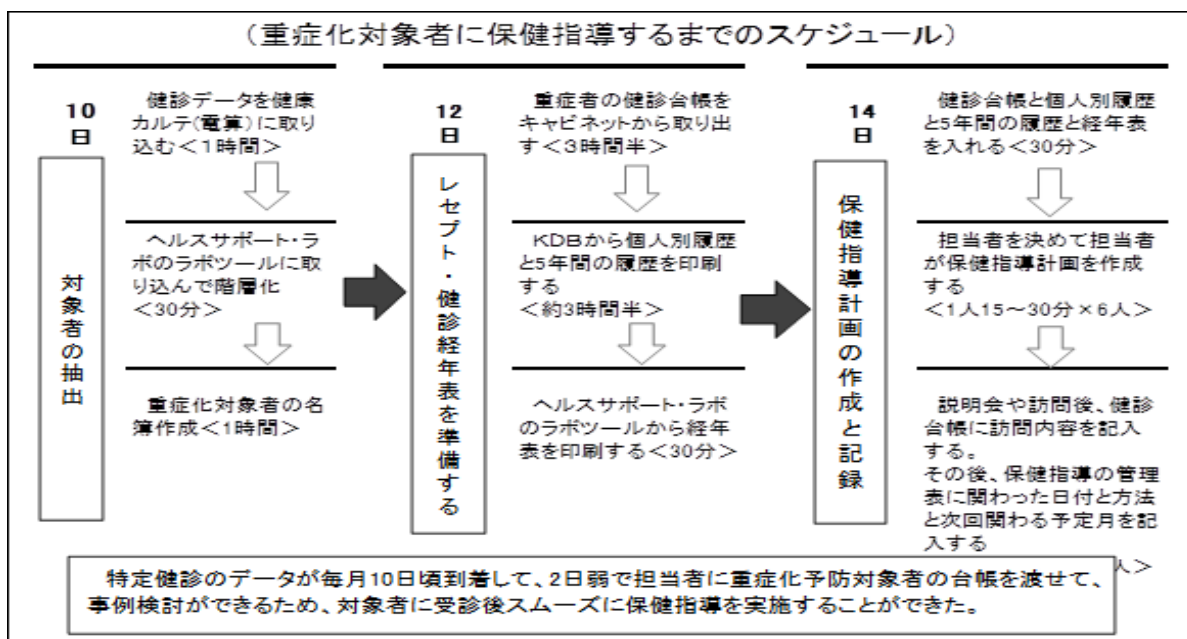 (重症化対象者に保健指導するまでのスケジュール)
10日
対象者の抽出
健診データを健康
カルテ(電算)に取り
込む<1時間>
ヘルスサポート・ラ
ボのラボツールに取
り込んで階層化
<30分>
重症化対象者の名
簿作成<1時間>
12日
レセプト・健診経年表を準備する
重症者の健診台帳を
キャビネットから取り出
す<3時間半>
KDBから個人別履歴
と5年間の履歴を印刷
する
<約3時間半>
ヘルスサポート・ラボ
のラボツールから経年
表を印刷する<30分>
14日
保健指導計画の作成と記録
健診台帳と個人別履歴
と5年間の履歴と経年表
を入れる<30分>
担当者を決めて担当者
が保健指導計画を作成
する
<1人15~30分×6人>
説明会や訪問後、健診
台帳に訪問内容を記入
する。
その後、保健指導の管理
表に関わった日付と方法
と次回関わる予定月を記
入する
人>
特定健診のデータが毎月10日頃到着して、2日弱で担当者に重症化予防対象者の台帳を渡せて、
事例検討ができるため、対象者に受診後スムーズに保健指導を実施することができた。